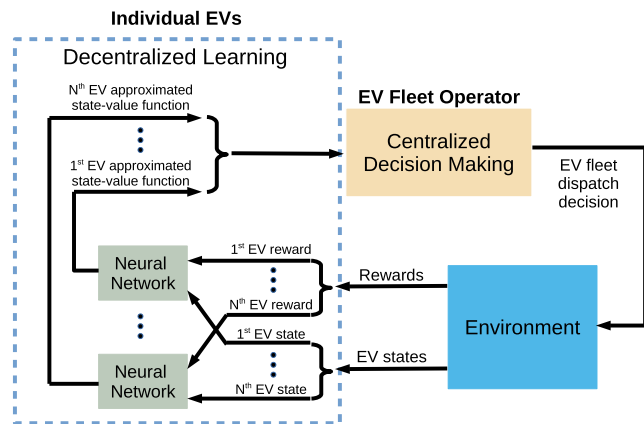 Individual EVs
Decentralized Learning
Nth EV approximated
state-value function
1st EV approximated
state-value function
EV Fleet Operator
Centralized
Decision Making
EV fleet
dispatch
decision
Neural
Network
1st EV reward
Nth EV reward
Rewards
Environment
1st EV state
Nth EV state
EV states
Neural
Network